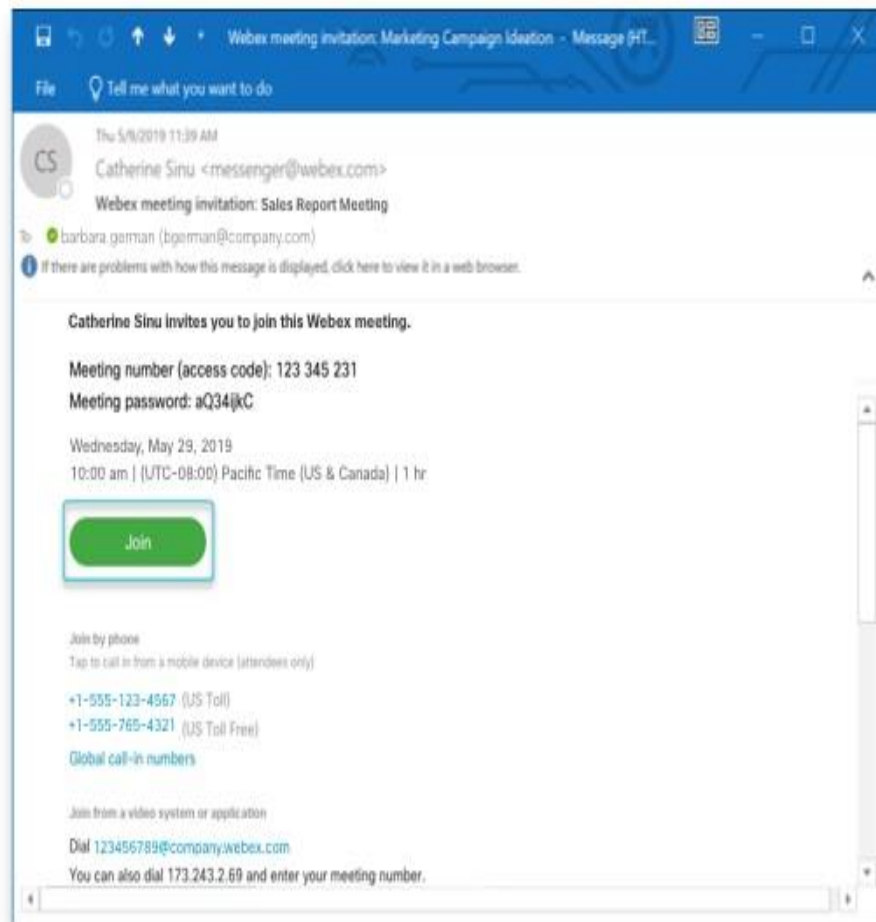 Webex meeting invitation: Marketing Campaign Ideation - Message (HT...
File Tell me what you want to do
Thu 5/9/2019 11:39 AM
CS
Catherine Sinu <messenger@webex.com>
Webex meeting invitation: Sales Report Meeting
To barbara german (bgerman@company.com)
If there are problems with how this message is displayed, click here to view it in a web browser.
Catherine Sinu invites you to join this Webex meeting.
Meeting number (access code): 123 345 231
Meeting password: aQ34ijkC
Wednesday, May 29, 2019
10:00 am | (UTC-08:00) Pacific Time (US & Canada) | 1 hr
Join
Join by phone
Tap to call in from a mobile device (attendees only)
+1-555-123-4567 (US Toll)
+1-555-765-4321 (US Toll Free)
Global call-in numbers
Join from a video system or application
Dial 123456789@company.webex.com
You can also dial 173.243.2.69 and enter your meeting number.